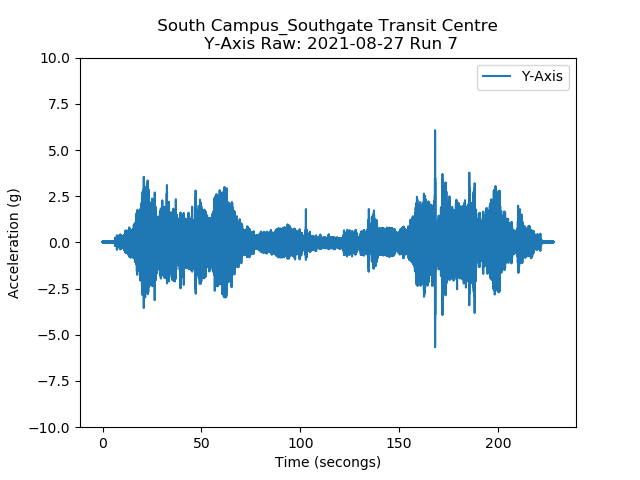 South Campus_Southgate Transit Centre
Y-Axis Raw: 2021-08-27 Run 7
Y-Axis
10.0
7.5
5.0
2.5
0.0
−2.5
−5.0
−7.5
−10.0
Acceleration (g)
0 50 100 150 200
Time (secongs)